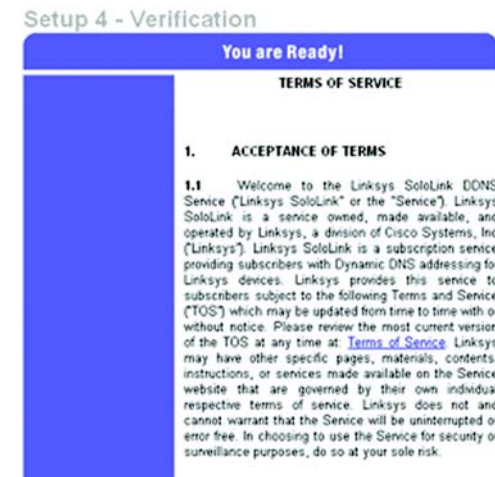 Setup 4 - Verification
You are Ready!
TERMS OF SERVICE
1. ACCEPTANCE OF TERMS
1.1 Welcome to the Linksys SoloLink DDNS
Service ("Linksys SoloLink" or the "Service"). Linksys
SoloLink is a service owned, made available, and
operated by Linksys, a division of Cisco Systems, Inc
("Linksys"). Linksys SoloLink is a subscription service
providing subscribers with Dynamic DNS addressing for
Linksys devices. Linksys provides this service to
subscribers subject to the following Terms and Service
("TOS") which may be updated from time to time with or
without notice. Please review the most current version
of the TOS at any time at: Terms of Service. Linksys
may have other specific pages, materials, contents,
instructions, or services made available on the Service
website that are governed by their own individual
respective terms of service. Linksys does not and
cannot warrant that the Service will be uninterrupted or
error free. In choosing to use the Service for security or
surveillance purposes, do so at your sole risk.